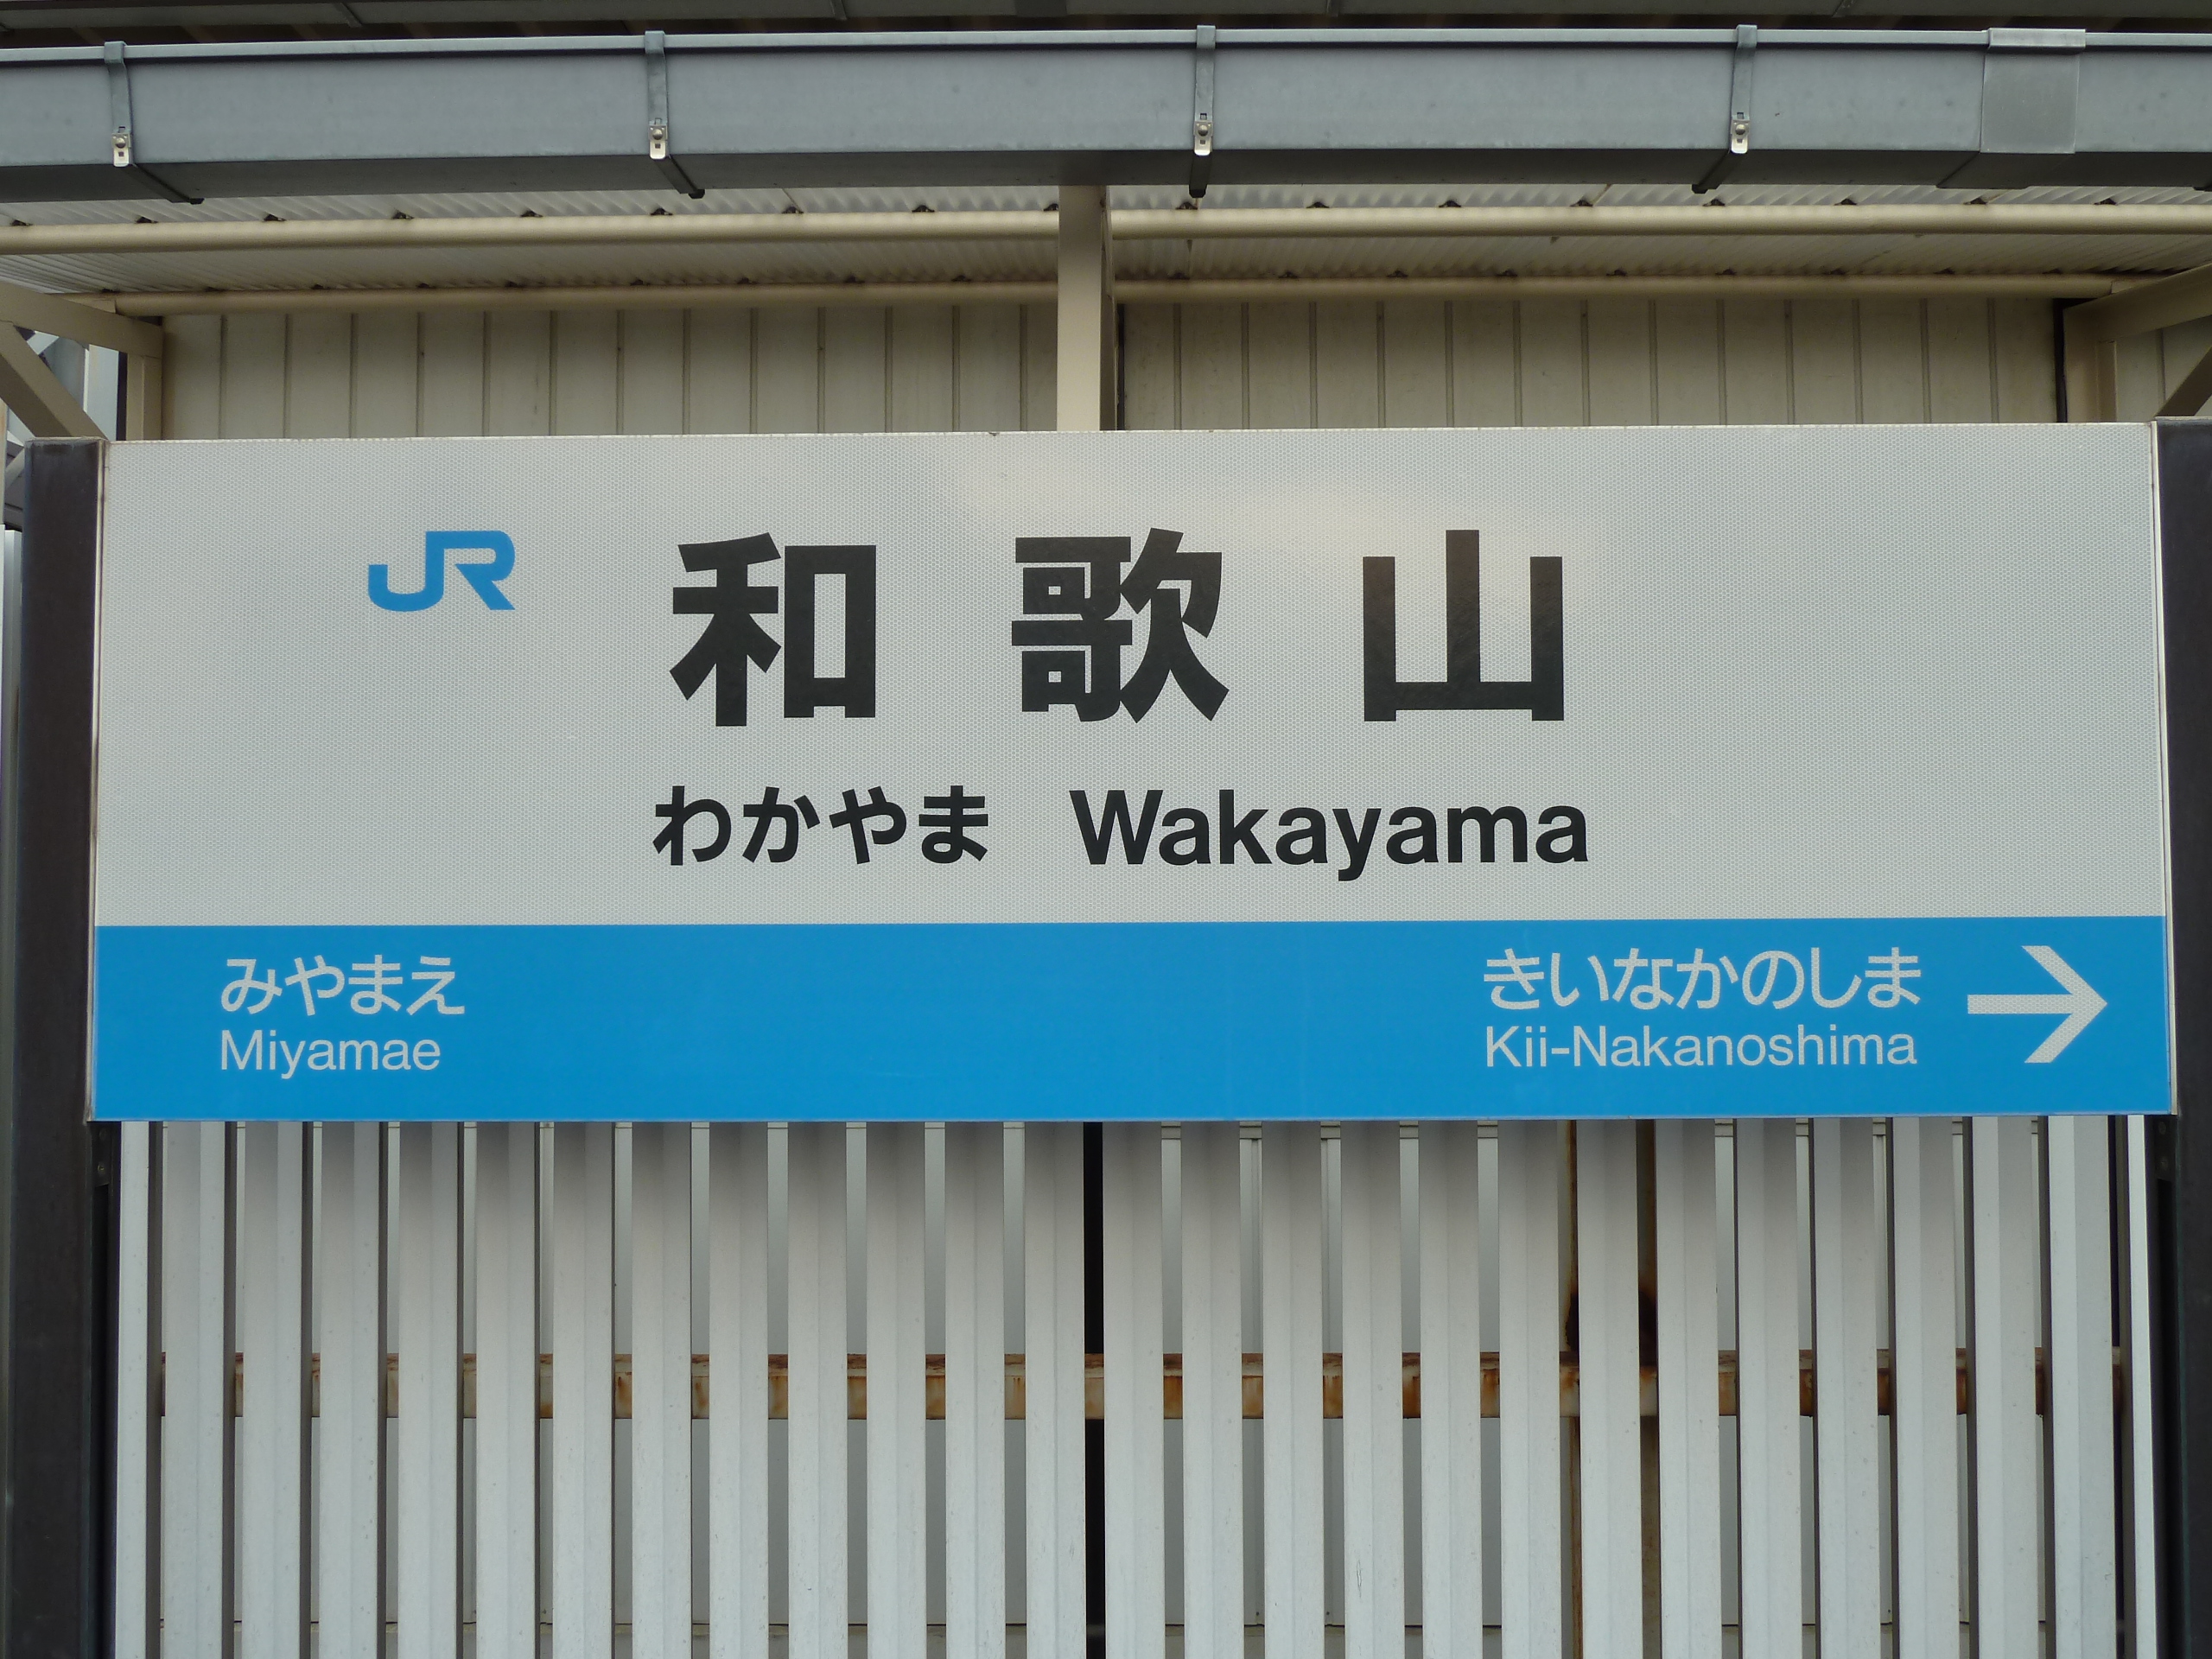 JR 和歌山
わかやま Wakayama
みやまえ きいなかのしま →
Miyamae Kii-Nakanoshima